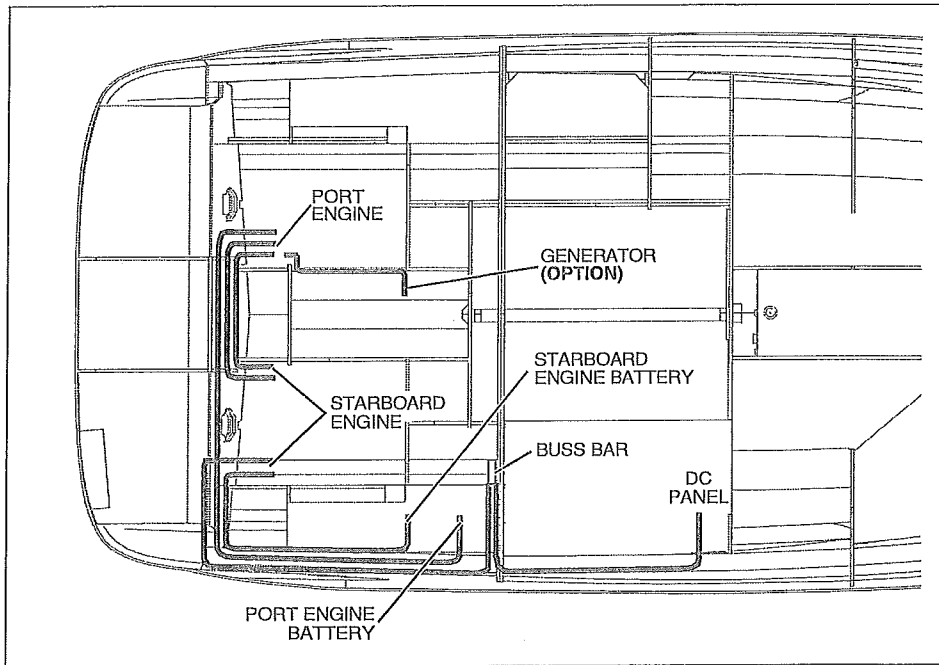 PORT
ENGINE
GENERATOR
(OPTION)
STARBOARD
ENGINE BATTERY
STARBOARD
ENGINE
BUSS BAR
DC
PANEL
PORT ENGINE
BATTERY